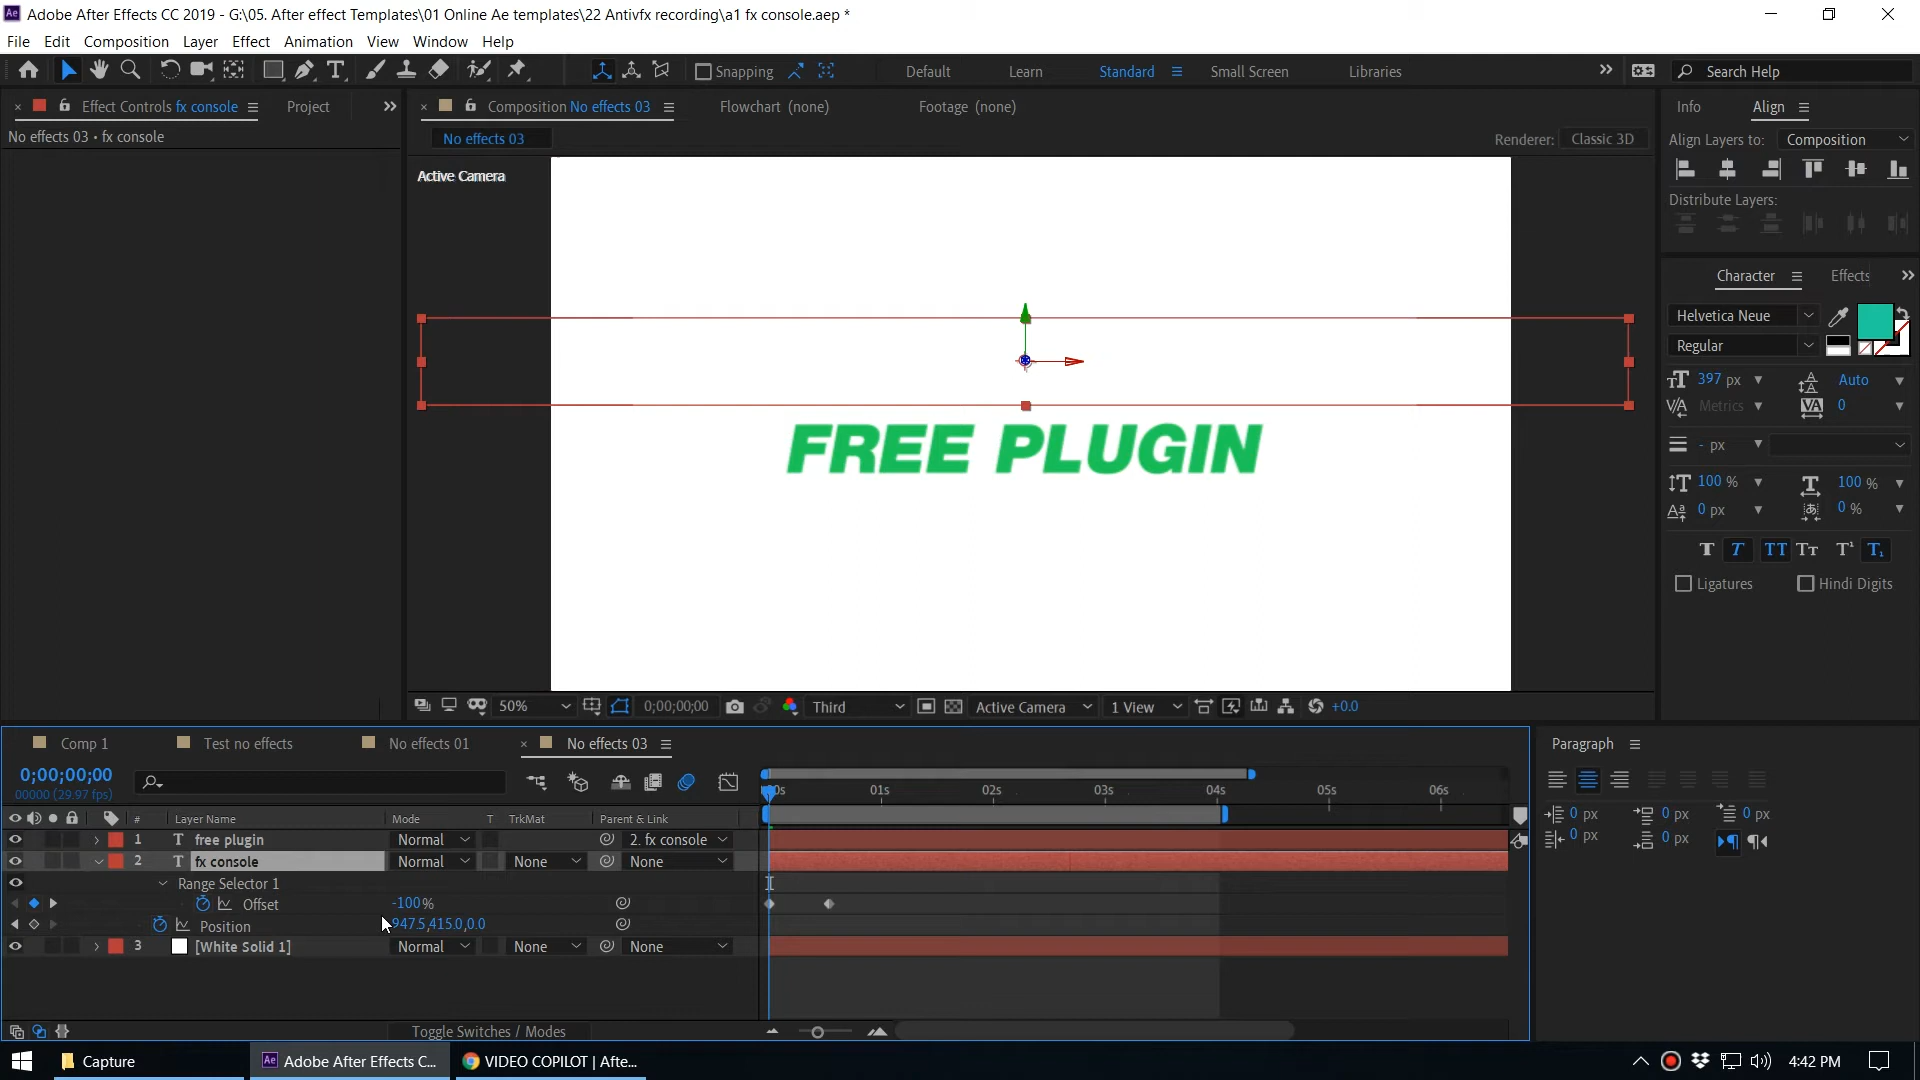 Adobe After Effects CC 2019 - G:\05. After effect Templates\01 Online Ae templates\22 Antivfx recording\a1 fx console.aep *
File Edit Composition Layer Effect Animation View Window Help
Snapping Default Learn Standard Small Screen Libraries Search Help
Effect Controls fx console Project Composition No effects 03 Flowchart (none) Footage (none) Info Align
No effects 03 • fx console
No effects 03 Renderer: Classic 3D
Align Layers to: Composition
Active Camera
Distribute Layers:
Character Effects
Helvetica Neue
Regular
397 px Auto
Metrics 0
- px
100 % 100 %
0 px 0 %
Ligatures Hindi Digits
FREE PLUGIN
50% 0;00;00;00 Third Active Camera 1 View +0.0
Comp 1 Test no effects No effects 01 No effects 03
Paragraph
0;00;00;00
00000 (29.97 fps)
01s 02s 03s 04s 05s 06s
0 px 0 px 0 px
0 px 0 px
# Layer Name Mode T TrkMat Parent & Link
1 free plugin Normal 2. fx console
2 fx console Normal None None
Range Selector 1
Offset -100%
Position 947.5,415.0,0.0
3 [White Solid 1] Normal None None
Toggle Switches / Modes
Capture Adobe After Effects C... VIDEO COPILOT | Afte... 4:42 PM